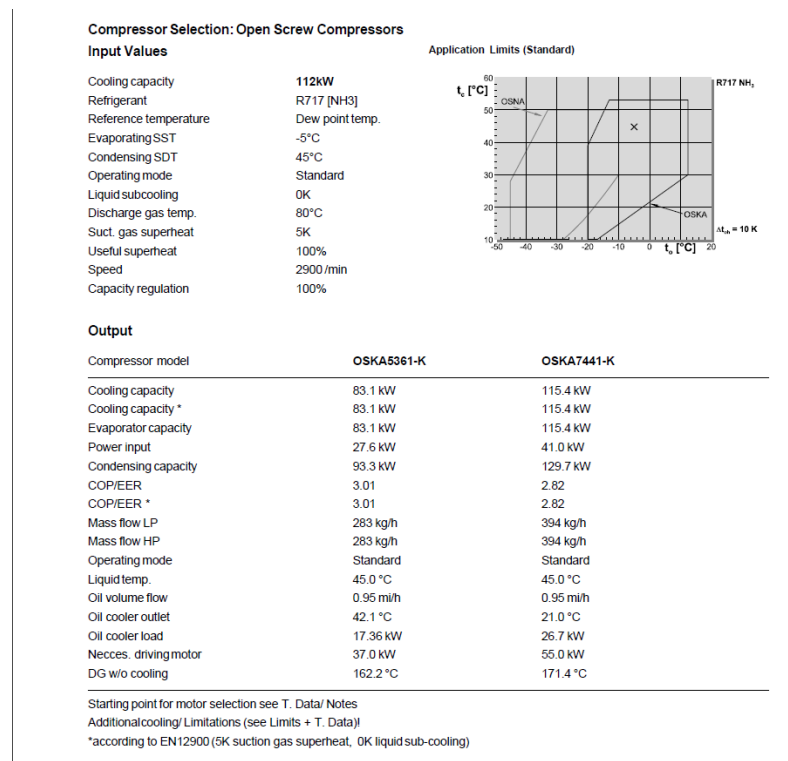 Compressor Selection: Open Screw Compressors
Input Values
Application Limits (Standard)
Cooling capacity 112kW
Refrigerant R717 [NH3]
Reference temperature Dew point temp.
Evaporating SST -5°C
Condensing SDT 45°C
Operating mode Standard
Liquid subcooling 0K
Discharge gas temp. 80°C
Suct. gas superheat 5K
Useful superheat 100%
Speed 2900 /min
Capacity regulation 100%
tc [°C]
60
50
40
30
20
10
OSNA
OSKA
R717 NH3
Δtoh = 10 K
-50 -40 -30 -20 -10 0 to [°C] 20
Output
Compressor model OSKA5361-K OSKA7441-K
Cooling capacity 83.1 kW 115.4 kW
Cooling capacity * 83.1 kW 115.4 kW
Evaporator capacity 83.1 kW 115.4 kW
Power input 27.6 kW 41.0 kW
Condensing capacity 93.3 kW 129.7 kW
COP/EER 3.01 2.82
COP/EER * 3.01 2.82
Mass flow LP 283 kg/h 394 kg/h
Mass flow HP 283 kg/h 394 kg/h
Operating mode Standard Standard
Liquid temp. 45.0 °C 45.0 °C
Oil volume flow 0.95 mi/h 0.95 mi/h
Oil cooler outlet 42.1 °C 21.0 °C
Oil cooler load 17.36 kW 26.7 kW
Necces. driving motor 37.0 kW 55.0 kW
DG w/o cooling 162.2 °C 171.4 °C
Starting point for motor selection see T. Data/ Notes
Additional cooling/ Limitations (see Limits + T. Data)!
*according to EN12900 (5K suction gas superheat, 0K liquid sub-cooling)